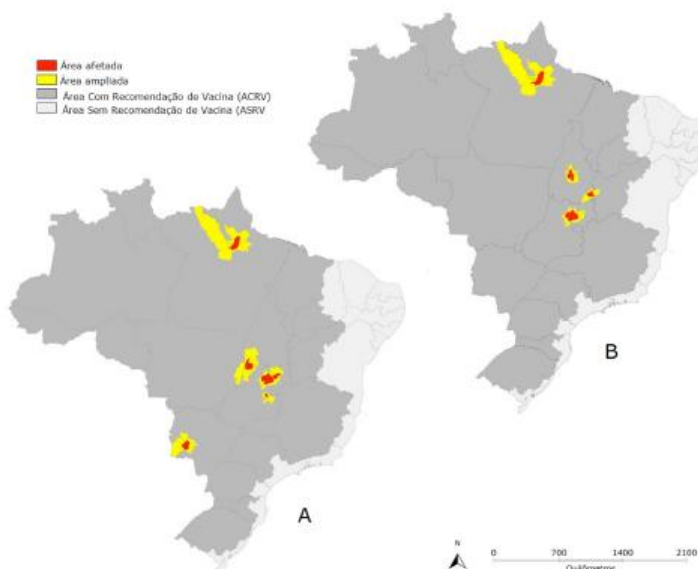 Área afetada
Área ampliada
Área Com Recomendação de Vacina (ACRV)
Área Sem Recomendação de Vacina (ASRV
B
A
N
0 700 1400 2100
Quilômetros